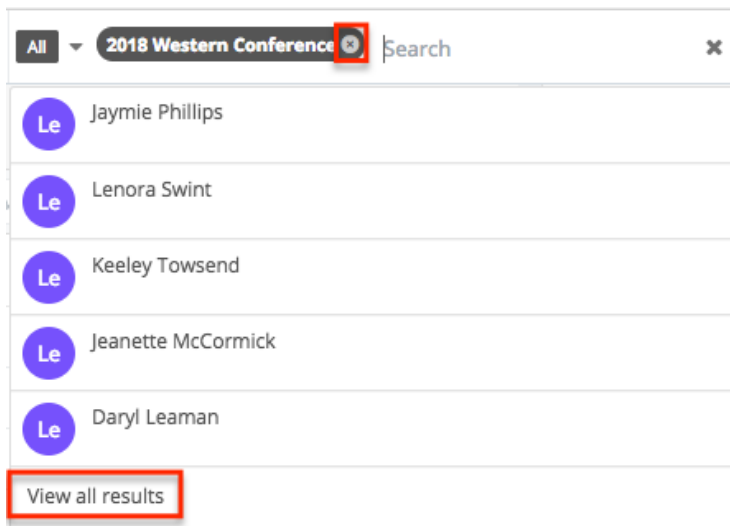 All 2018 Western Conference Search
Le Jaymie Phillips
Le Lenora Swint
Le Keeley Towsend
Le Jeanette McCormick
Le Daryl Leaman
View all results